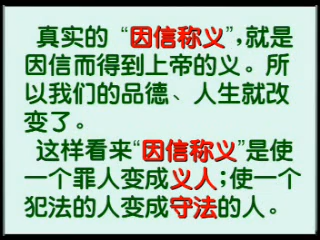 真实的“因信称义”,就是
因信而得到上帝的义。所
以我们的品德、人生就改
变了。
这样看来“因信称义”是使
一个罪人变成义人;使一个
犯法的人变成守法的人。